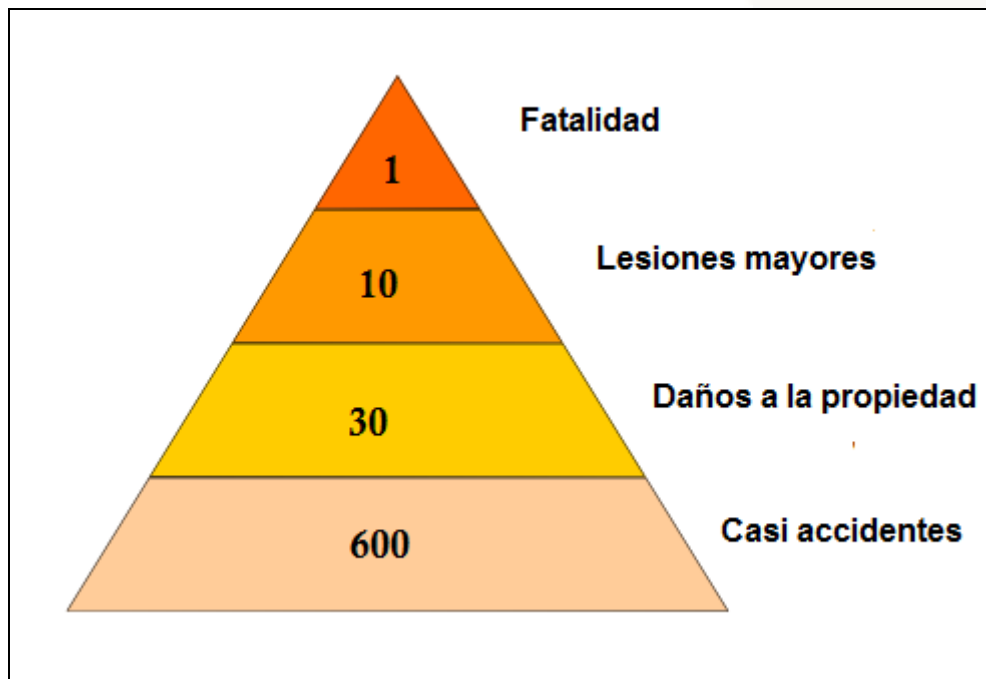 Fatalidad
1
Lesiones mayores
10
Daños a la propiedad
30
Casi accidentes
600